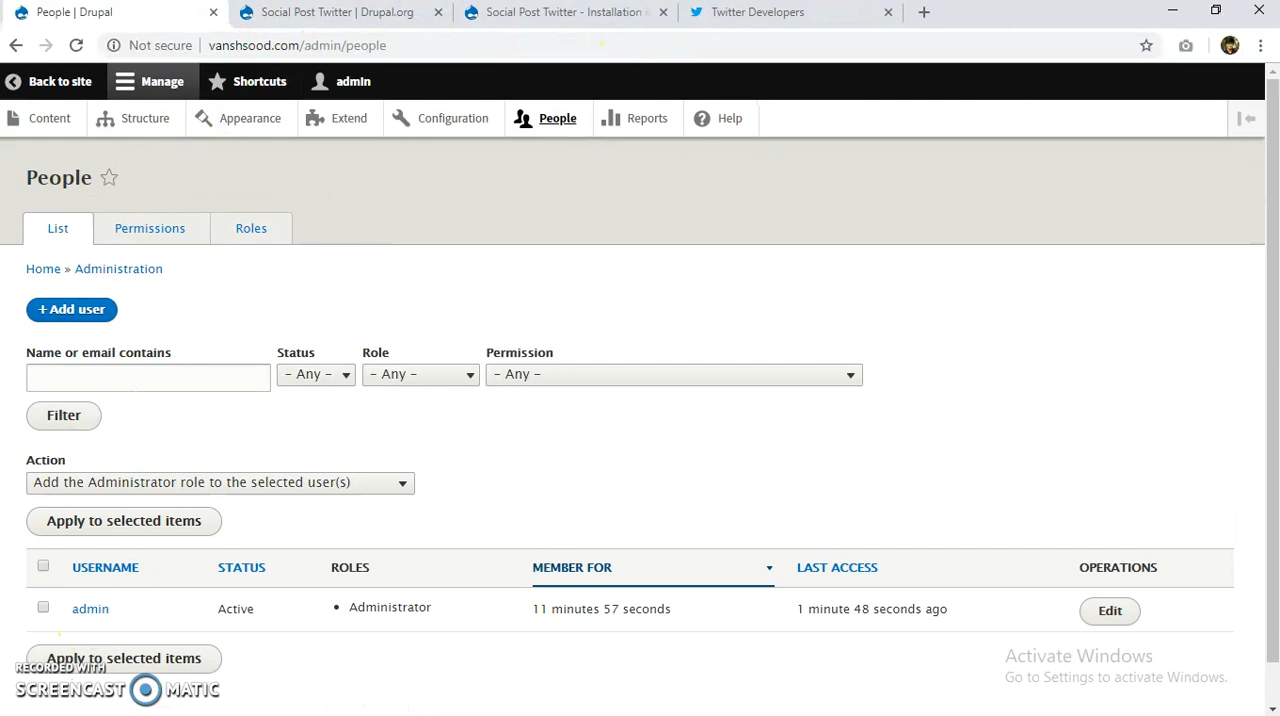 People | Drupal
Social Post Twitter | Drupal.org
Social Post Twitter - Installation i
Twitter Developers
Not secure
vanshsood.com/admin/people
Back to site
Manage
Shortcuts
admin
Content
Structure
Appearance
Extend
Configuration
People
Reports
Help
People
List
Permissions
Roles
Home » Administration
+ Add user
Name or email contains
Status
Role
Permission
- Any -
- Any -
- Any -
Filter
Action
Add the Administrator role to the selected user(s)
Apply to selected items
USERNAME
STATUS
ROLES
MEMBER FOR
LAST ACCESS
OPERATIONS
admin
Active
• Administrator
11 minutes 57 seconds
1 minute 48 seconds ago
Edit
Apply to selected items
RECORDED WITH
SCREENCAST MATIC
Activate Windows
Go to Settings to activate Windows.